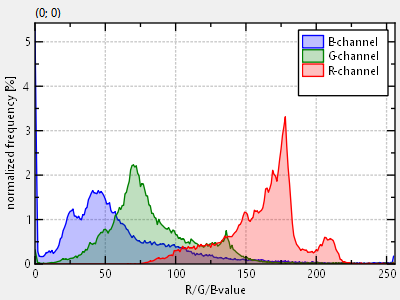 (0; 0)
B-channel
G-channel
R-channel
normalized frequency [%]
5
4
3
2
1
0
0
50
100
150
200
250
R/G/B-value